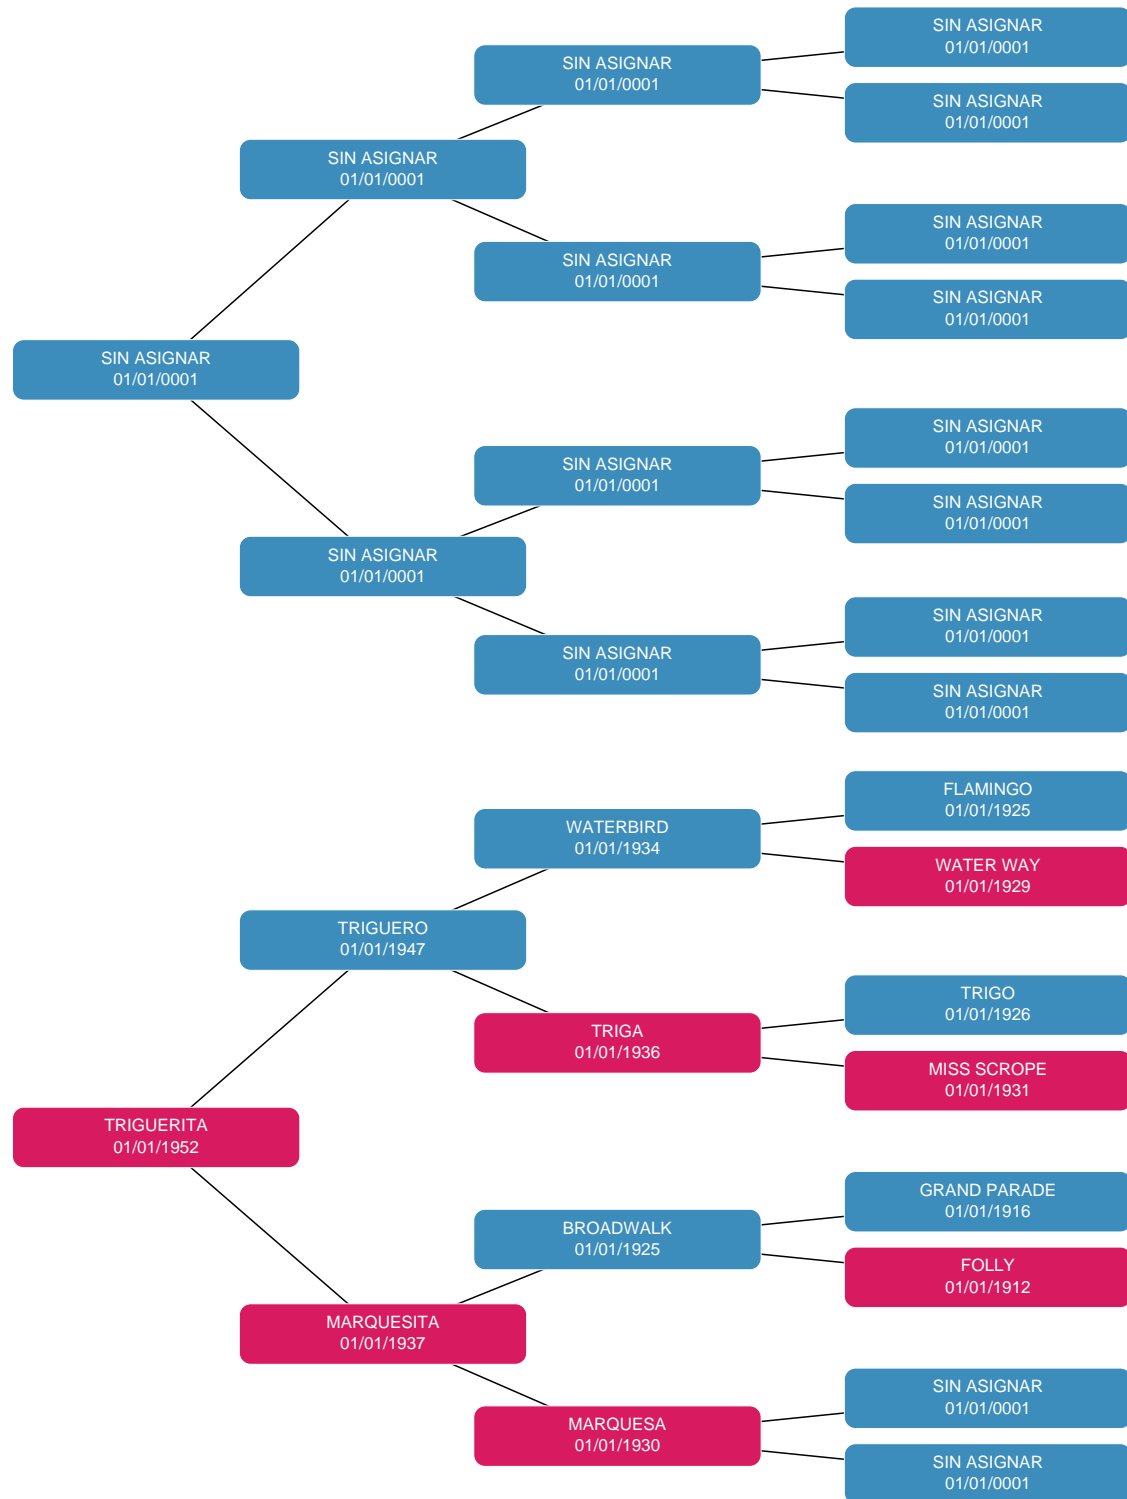 SIN ASIGNAR
01/01/0001
SIN ASIGNAR
01/01/0001
SIN ASIGNAR
01/01/0001
SIN ASIGNAR
01/01/0001
SIN ASIGNAR
01/01/0001
SIN ASIGNAR
01/01/0001
SIN ASIGNAR
01/01/0001
SIN ASIGNAR
01/01/0001
SIN ASIGNAR
01/01/0001
SIN ASIGNAR
01/01/0001
SIN ASIGNAR
01/01/0001
SIN ASIGNAR
01/01/0001
SIN ASIGNAR
01/01/0001
SIN ASIGNAR
01/01/0001
SIN ASIGNAR
01/01/0001
FLAMINGO
01/01/1925
WATERBIRD
01/01/1934
WATER WAY
01/01/1929
TRIGUERO
01/01/1947
TRIGO
01/01/1926
TRIGA
01/01/1936
MISS SCROPE
01/01/1931
TRIGUERITA
01/01/1952
GRAND PARADE
01/01/1916
BROADWALK
01/01/1925
FOLLY
01/01/1912
MARQUESITA
01/01/1937
SIN ASIGNAR
01/01/0001
MARQUESA
01/01/1930
SIN ASIGNAR
01/01/0001